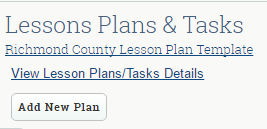 Lessons Plans & Tasks
Richmond County Lesson Plan Template
View Lesson Plans/Tasks Details
Add New Plan